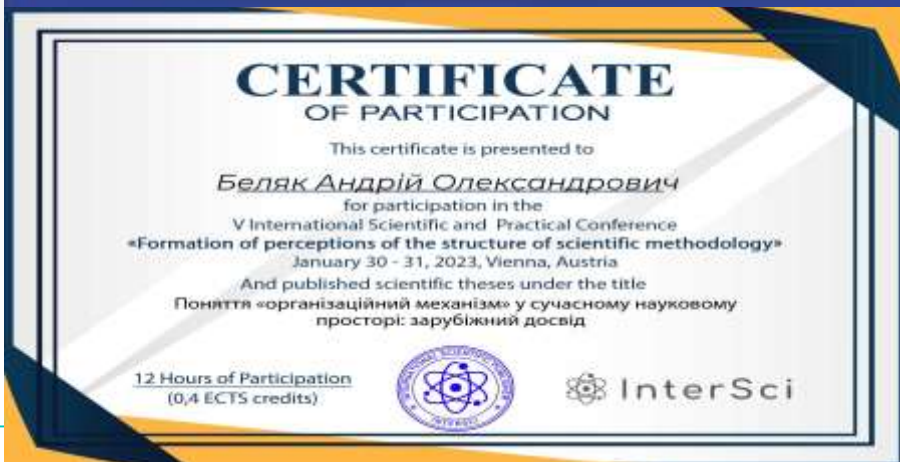 CERTIFICATE
OF PARTICIPATION
This certificate is presented to
Беляк Андрій Олександрович
for participation in the
V International Scientific and Practical Conference
«Formation of perceptions of the structure of scientific methodology»
January 30 - 31, 2023, Vienna, Austria
And published scientific theses under the title
Поняття «організаційний механізм» у сучасному науковому
просторі: зарубіжний досвід
12 Hours of Participation
(0,4 ECTS credits)
InterSci